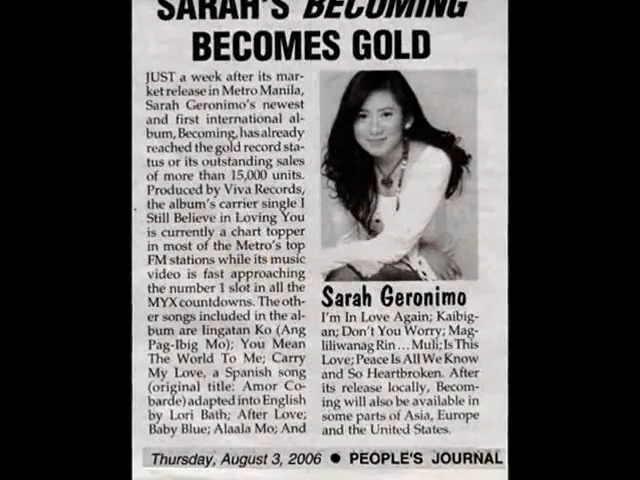 SARAH'S BECOMING
BECOMES GOLD
JUST a week after its mar-
ket release in Metro Manila,
Sarah Geronimo's newest
and first international al-
bum, Becoming, has already
reached the gold record sta-
tus or its outstanding sales
of more than 15,000 units.
Produced by Viva Records,
the album's carrier single I
Still Believe in Loving You
is currently a chart topper
in most of the Metro's top
FM stations while its music
video is fast approaching
the number 1 slot in all the
MYX countdowns. The oth-
er songs included in the al-
bum are Iingatan Ko (Ang
Pag-Ibig Mo); You Mean
The World To Me; Carry
My Love, a Spanish song
(original title: Amor Co-
barde) adapted into English
by Lori Bath; After Love;
Baby Blue; Alaala Mo; And
Sarah Geronimo
I'm In Love Again; Kaibig-
an; Don't You Worry; Mag-
liliwanag Rin... Muli; Is This
Love; Peace Is All We Know
and So Heartbroken. After
its release locally, Becom-
ing will also be available in
some parts of Asia, Europe
and the United States.
Thursday, August 3, 2006 ● PEOPLE'S JOURNAL